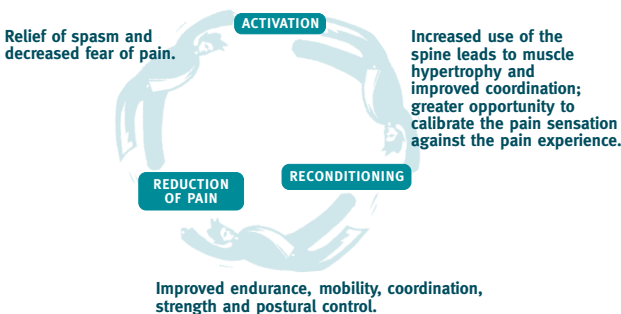 ACTIVATION
Relief of spasm and
decreased fear of pain.
Increased use of the
spine leads to muscle
hypertrophy and
improved coordination;
greater opportunity to
calibrate the pain sensation
against the pain experience.
REDUCTION
OF PAIN
RECONDITIONING
Improved endurance, mobility, coordination,
strength and postural control.